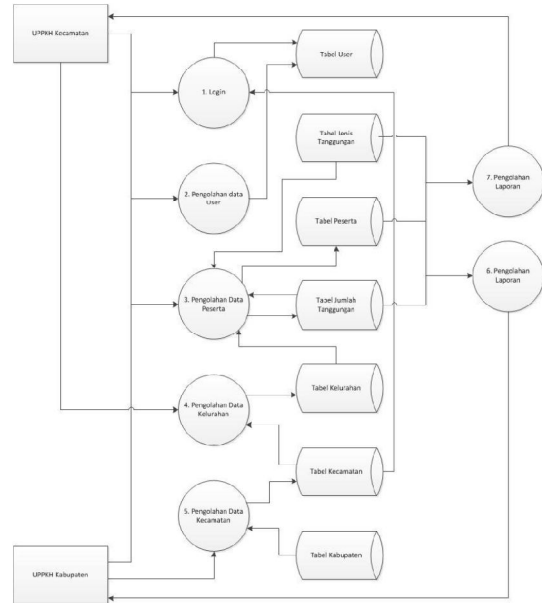 UPPKH Kecamatan
Tabel User
1. Login
Tabel Jenis
Tanggungan
2. Pengolahan data
User
7. Pengolahan
Laporan
Tabel Peserta
3. Pengolahan Data
Peserta
Tabel Jumlah
Tanggungan
6. Pengolahan
Laporan
Tabel Kelurahan
4. Pengolahan Data
Kelurahan
Tabel Kecamatan
5. Pengolahan Data
Kecamatan
Tabel Kabupaten
UPPKH Kabupaten